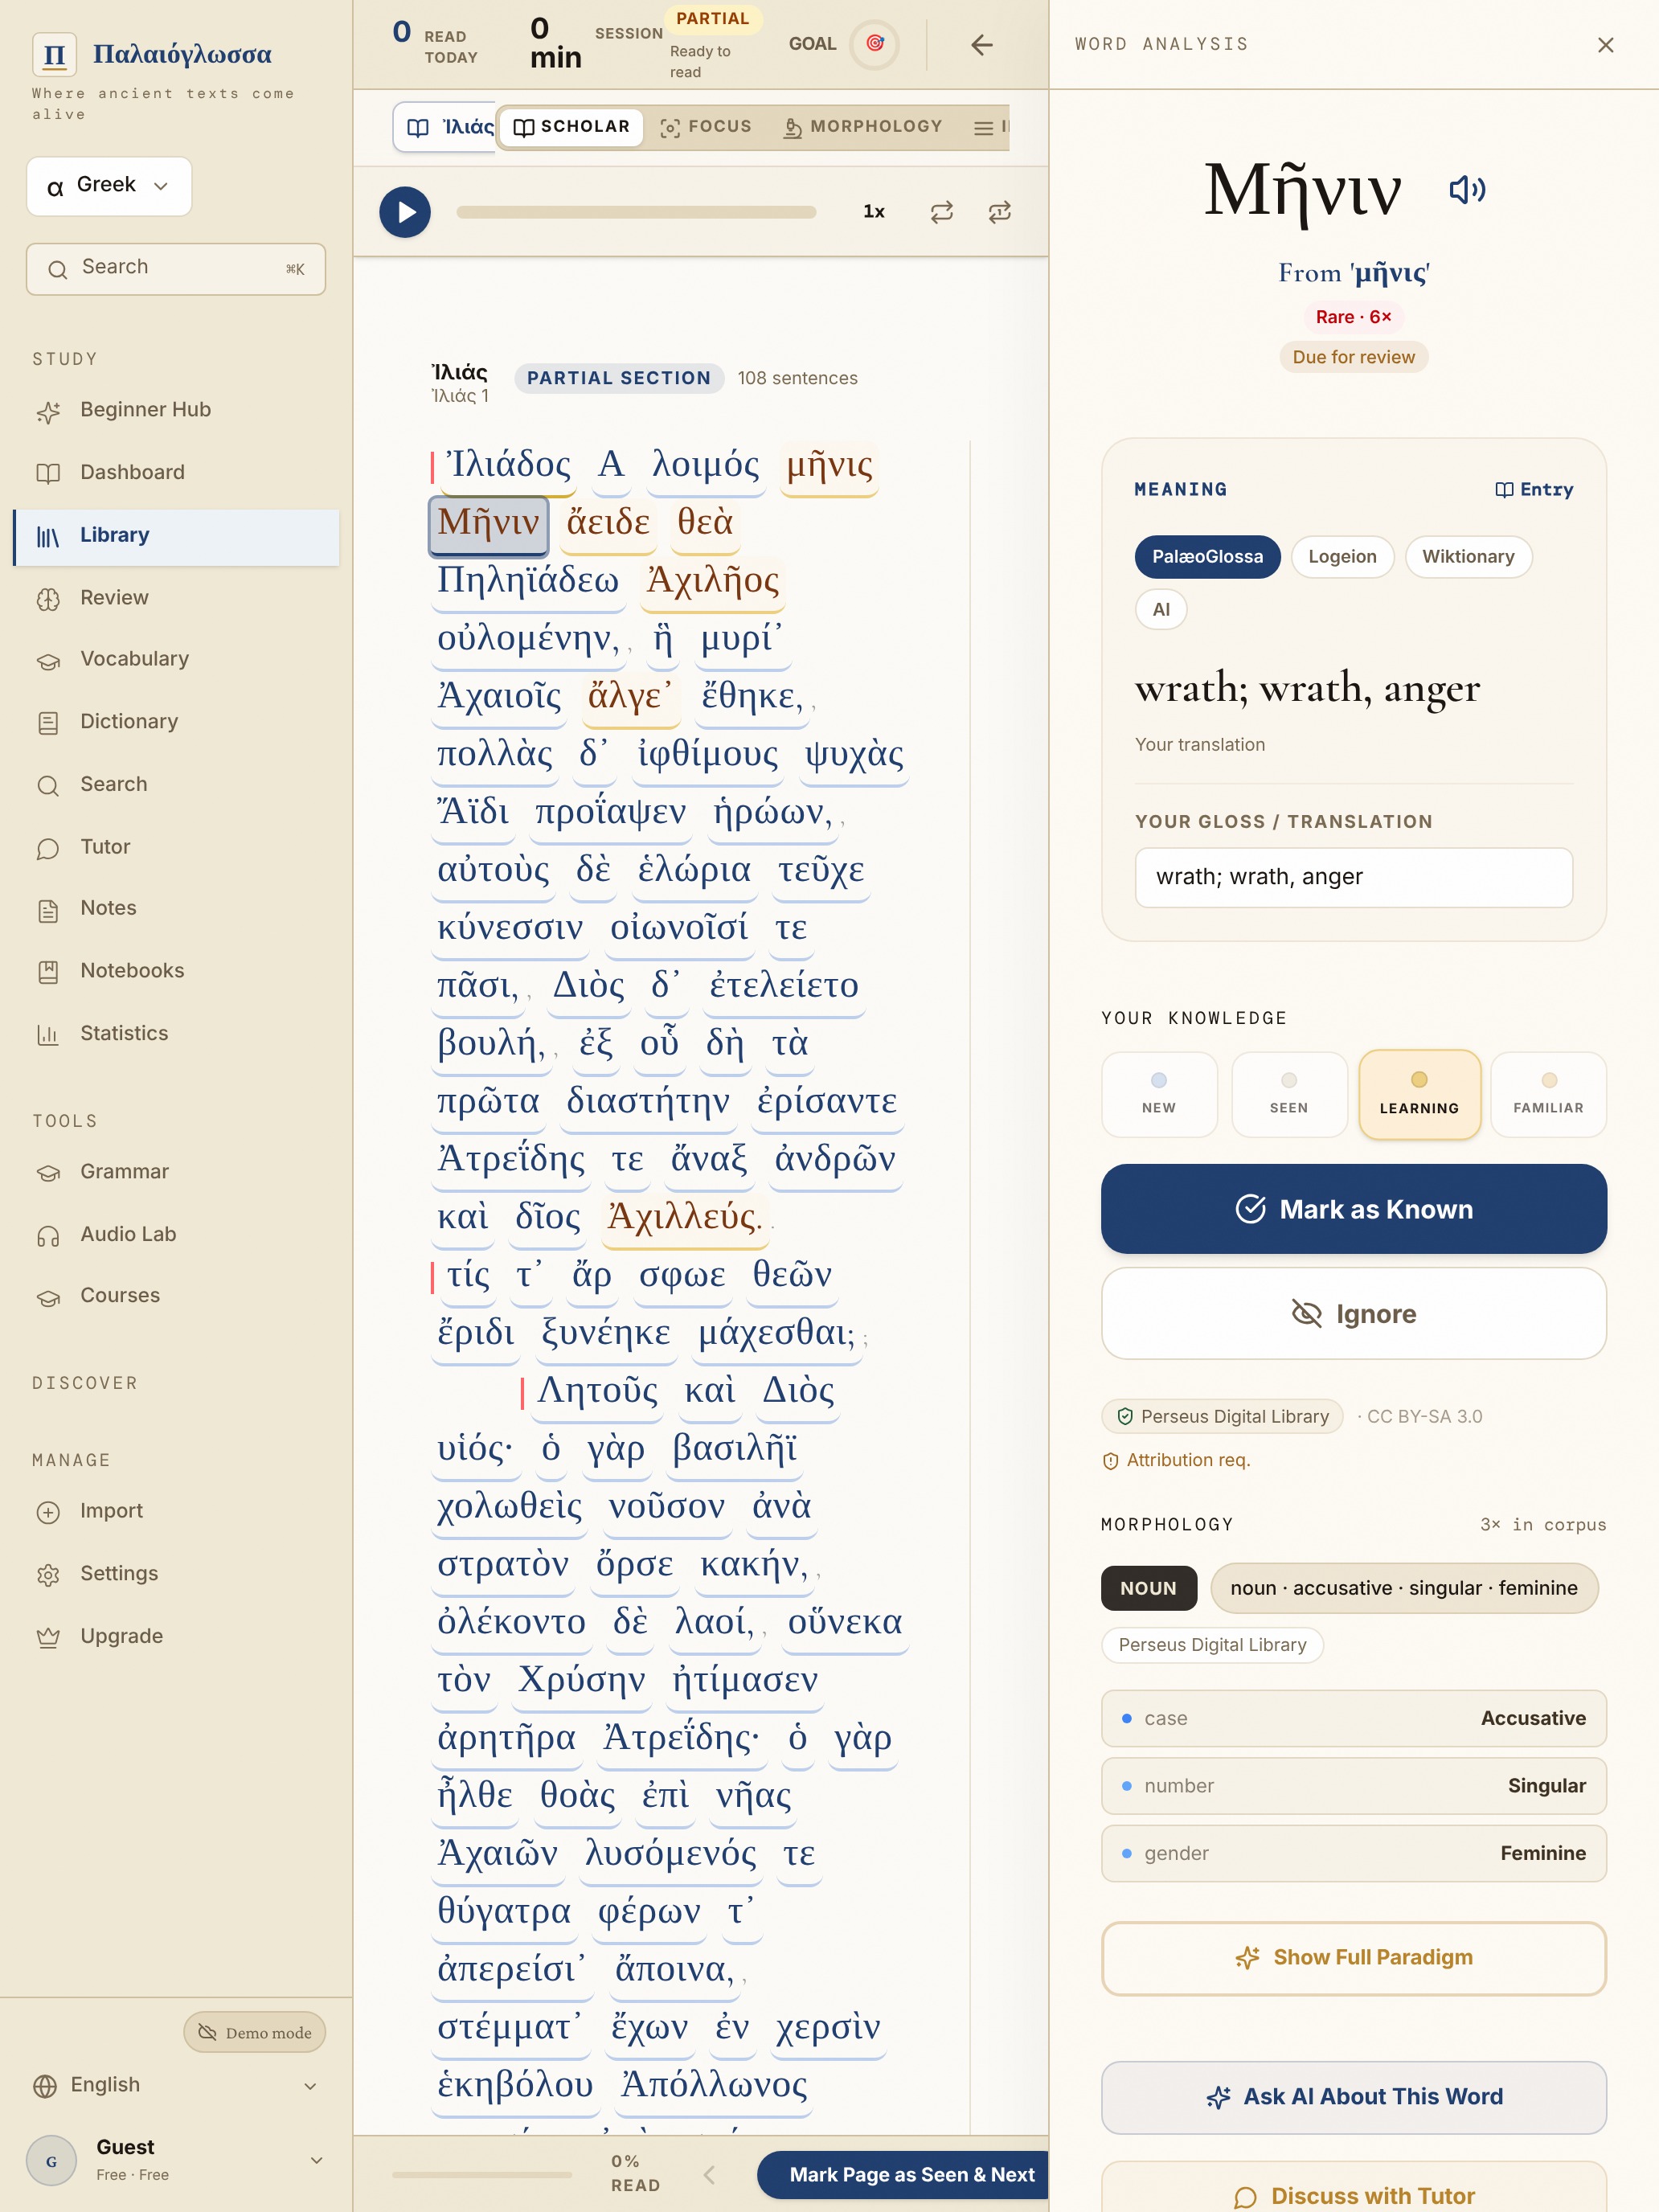 Π Παλαιόγλωσσα
Where ancient texts come
alive
α Greek
Search ⌘K
STUDY
Beginner Hub
Dashboard
Library
Review
Vocabulary
Dictionary
Search
Tutor
Notes
Notebooks
Statistics
TOOLS
Grammar
Audio Lab
Courses
DISCOVER
MANAGE
Import
Settings
Upgrade
Demo mode
English
G Guest
Free · Free
0 READ TODAY
0 min SESSION
PARTIAL
Ready to read
GOAL
Ἰλιάς
SCHOLAR FOCUS MORPHOLOGY
1x
Ἰλιάς
Ἰλιάς 1
PARTIAL SECTION 108 sentences
Ἰλιάδος Α λοιμός μῆνις
Μῆνιν ἄειδε θεὰ
Πηληϊάδεω Ἀχιλῆος
οὐλομένην, , ἣ μυρί᾽
Ἀχαιοῖς ἄλγε᾽ ἔθηκε, ,
πολλὰς δ᾽ ἰφθίμους ψυχὰς
Ἄϊδι προΐαψεν ἡρώων, ,
αὐτοὺς δὲ ἑλώρια τεῦχε
κύνεσσιν οἰωνοῖσί τε
πᾶσι, , Διὸς δ᾽ ἐτελείετο
βουλή, , ἐξ οὗ δὴ τὰ
πρῶτα διαστήτην ἐρίσαντε
Ἀτρεΐδης τε ἄναξ ἀνδρῶν
καὶ δῖος Ἀχιλλεύς. .
τίς τ᾽ ἄρ σφωε θεῶν
ἔριδι ξυνέηκε μάχεσθαι; ;
Λητοῦς καὶ Διὸς
υἱός· ὁ γὰρ βασιλῆϊ
χολωθεὶς νοῦσον ἀνὰ
στρατὸν ὄρσε κακήν, ,
ὀλέκοντο δὲ λαοί, , οὕνεκα
τὸν Χρύσην ἠτίμασεν
ἀρητῆρα Ἀτρεΐδης· ὁ γὰρ
ἦλθε θοὰς ἐπὶ νῆας
Ἀχαιῶν λυσόμενός τε
θύγατρα φέρων τ᾽
ἀπερείσι᾽ ἄποινα, ,
στέμματ᾽ ἔχων ἐν χερσὶν
ἑκηβόλου Ἀπόλλωνος
0% READ
Mark Page as Seen & Next
WORD ANALYSIS
Μῆνιν
From 'μῆνις'
Rare · 6×
Due for review
MEANING Entry
PalæoGlossa Logeion Wiktionary
AI
wrath; wrath, anger
Your translation
YOUR GLOSS / TRANSLATION
wrath; wrath, anger
YOUR KNOWLEDGE
NEW SEEN LEARNING FAMILIAR
Mark as Known
Ignore
Perseus Digital Library · CC BY-SA 3.0
Attribution req.
MORPHOLOGY 3× in corpus
NOUN noun · accusative · singular · feminine
Perseus Digital Library
case Accusative
number Singular
gender Feminine
Show Full Paradigm
Ask AI About This Word
Discuss with Tutor